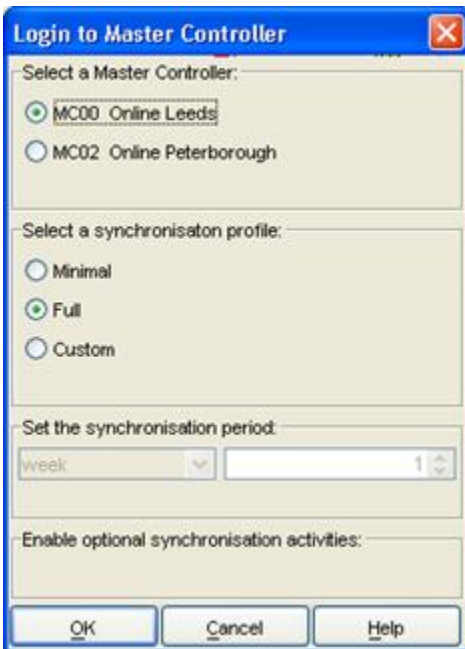 Login to Master Controller
Select a Master Controller:
MC00 Online Leeds
MC02 Online Peterborough
Select a synchronisaton profile:
Minimal
Full
Custom
Set the synchronisation period:
week 1
Enable optional synchronisation activities:
OK Cancel Help